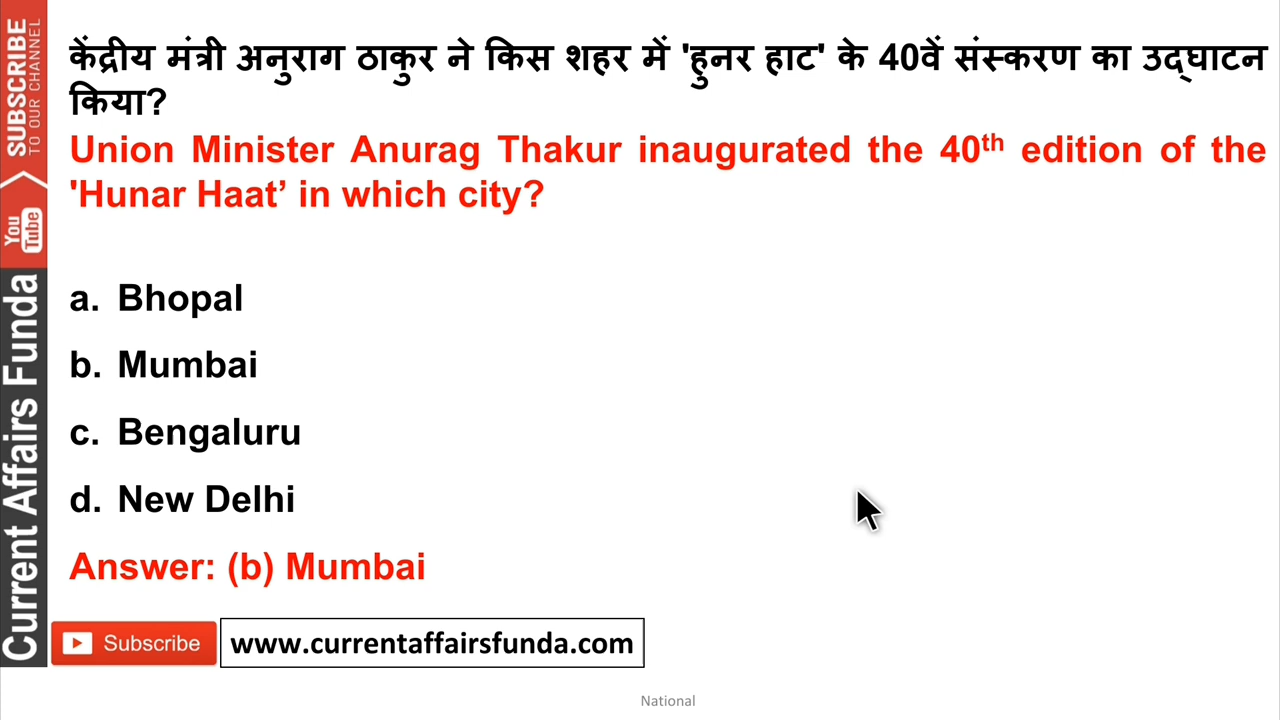 केंद्रीय मंत्री अनुराग ठाकुर ने किस शहर में 'हुनर हाट' के 40वें संस्करण का उद्घाटन
किया?
Union Minister Anurag Thakur inaugurated the 40th edition of the
'Hunar Haat’ in which city?
a. Bhopal
b. Mumbai
c. Bengaluru
d. New Delhi
Answer: (b) Mumbai
SUBSCRIBE
TO OUR CHANNEL
You
Tube
Current Affairs Funda
Subscribe
www.currentaffairsfunda.com
National